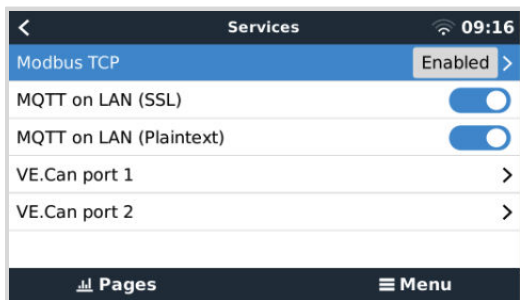 Services 09:16
Modbus TCP Enabled
MQTT on LAN (SSL)
MQTT on LAN (Plaintext)
VE.Can port 1
VE.Can port 2
Pages Menu